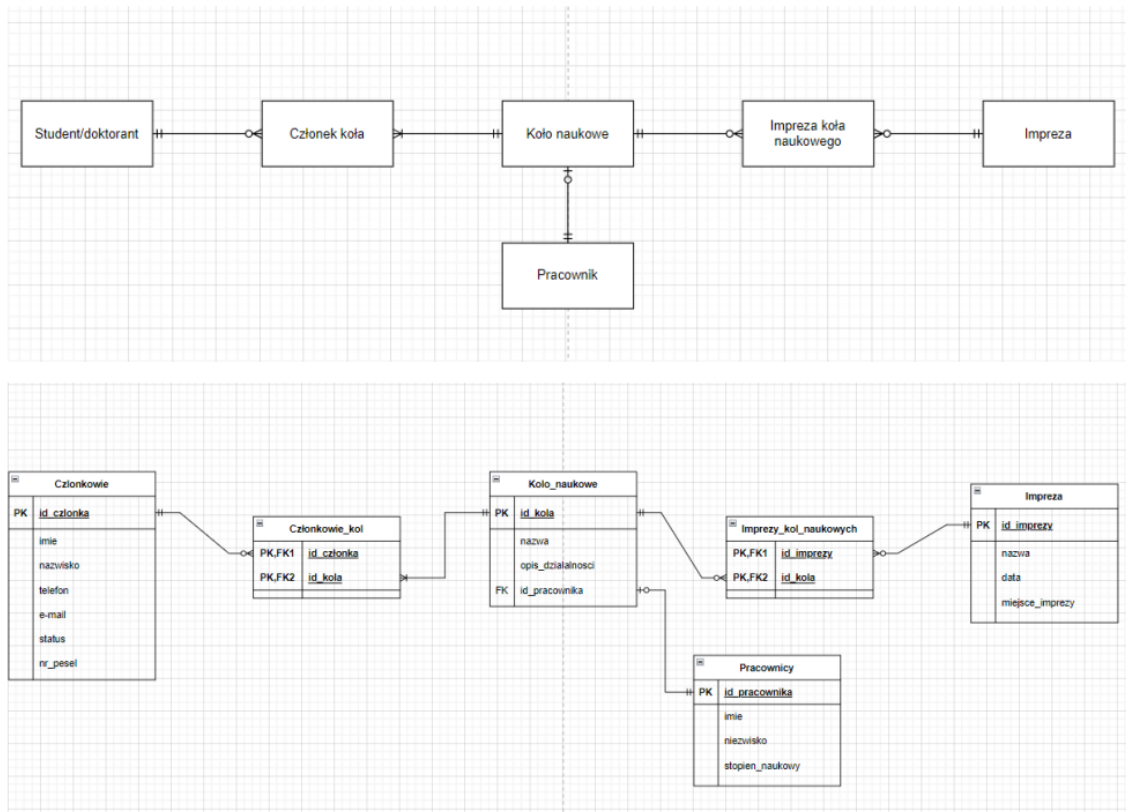 Student/doktorant
Członek koła
Koło naukowe
Impreza koła
naukowego
Impreza
Pracownik
Czlonkowie
PK id_czlonka
imie
nazwisko
telefon
e-mail
status
nr_pesel
Członkowie_kol
PK,FK1 id_członka
PK,FK2 id_kola
Kolo_naukowe
PK id_kola
nazwa
opis_dzialalnosci
FK id_pracownika
Imprezy_kol_naukowych
PK,FK1 id_imprezy
PK,FK2 id_kola
Impreza
PK id_imprezy
nazwa
data
miejsce_imprezy
Pracownicy
PK id_pracownika
imie
niezwisko
stopien_naukowy